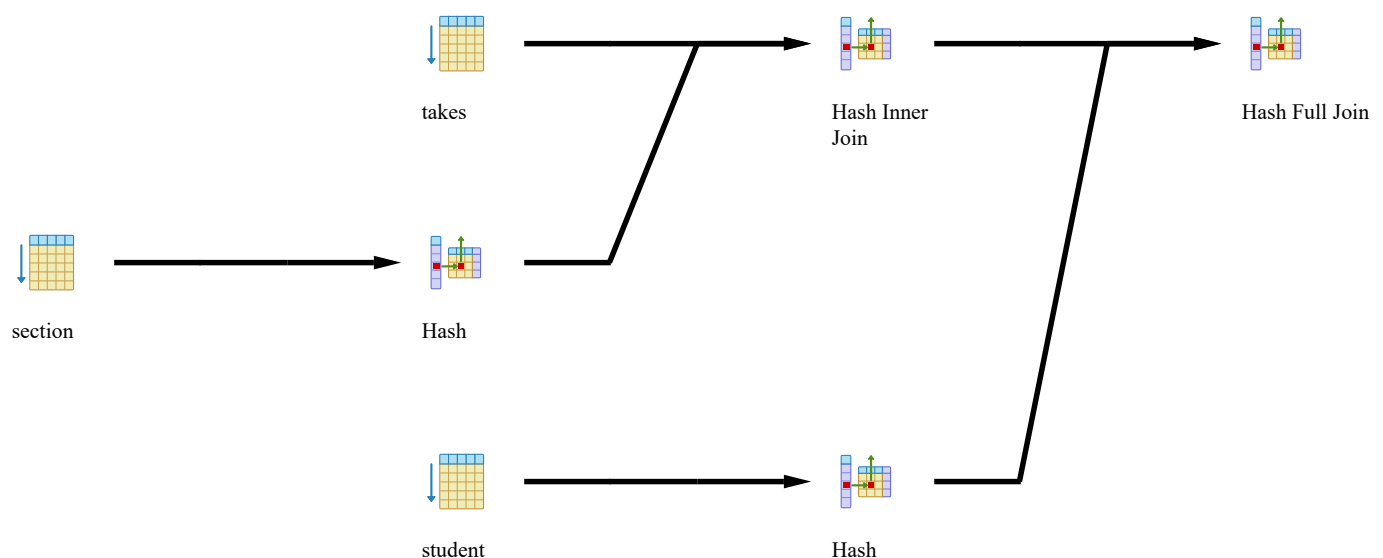 takes
Hash Inner
Join
Hash Full Join
section
Hash
student
Hash